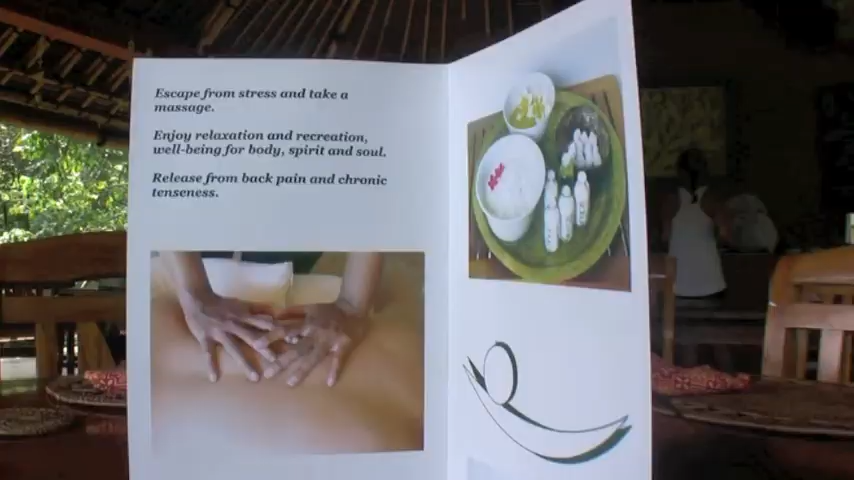 Escape from stress and take a
massage.
Enjoy relaxation and recreation,
well-being for body, spirit and soul.
Release from back pain and chronic
tenseness.